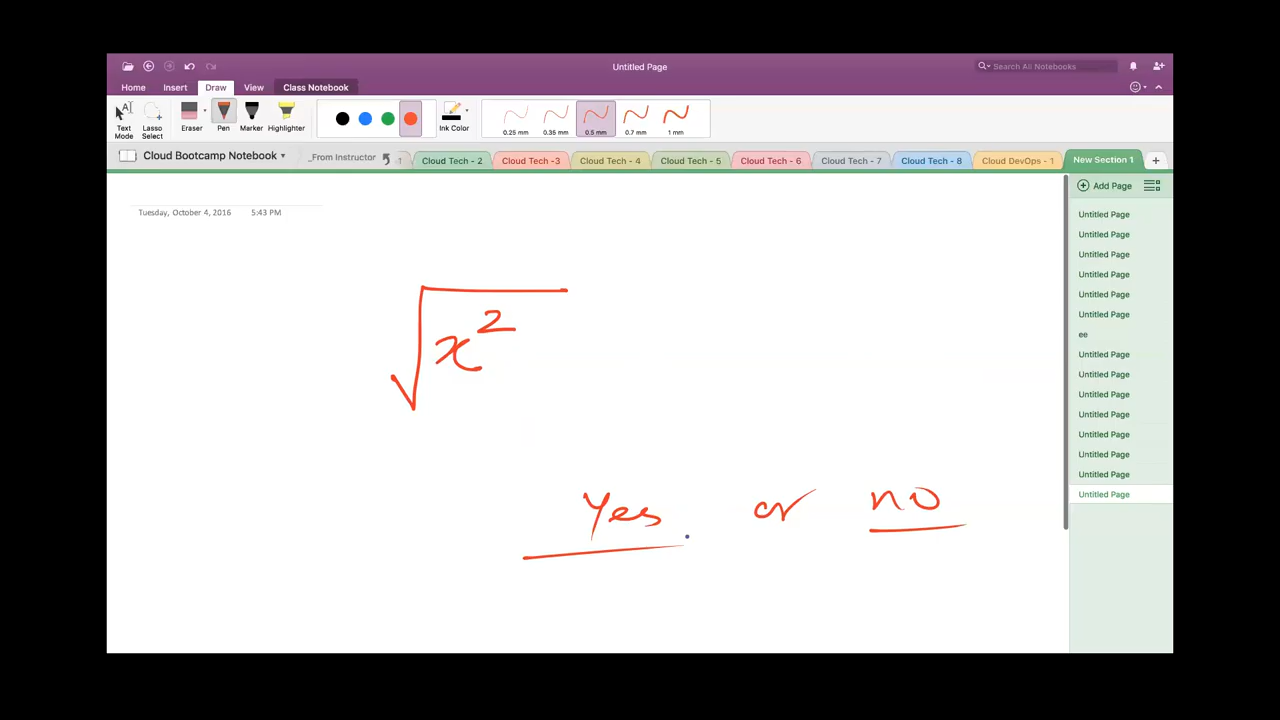 Untitled Page
Search All Notebooks
Home Insert Draw View Class Notebook
Text Mode
Lasso Select
Eraser
Pen
Marker
Highlighter
Ink Color
0.25 mm 0.35 mm 0.5 mm 0.7 mm 1 mm
Cloud Bootcamp Notebook
_From Instructor
-1
Cloud Tech - 2
Cloud Tech -3
Cloud Tech - 4
Cloud Tech - 5
Cloud Tech - 6
Cloud Tech - 7
Cloud Tech - 8
Cloud DevOps - 1
New Section 1
Add Page
Tuesday, October 4, 2016 5:43 PM
√x²
Yes or no
Untitled Page
Untitled Page
Untitled Page
Untitled Page
Untitled Page
Untitled Page
ee
Untitled Page
Untitled Page
Untitled Page
Untitled Page
Untitled Page
Untitled Page
Untitled Page
Untitled Page